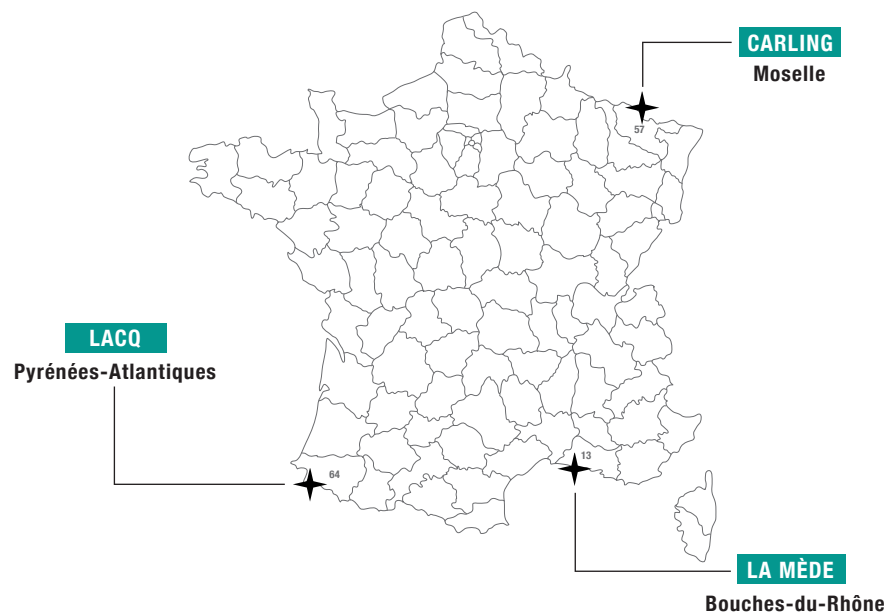 CARLING
Moselle
57
LACQ
Pyrénées-Atlantiques
64
13
LA MÈDE
Bouches-du-Rhône